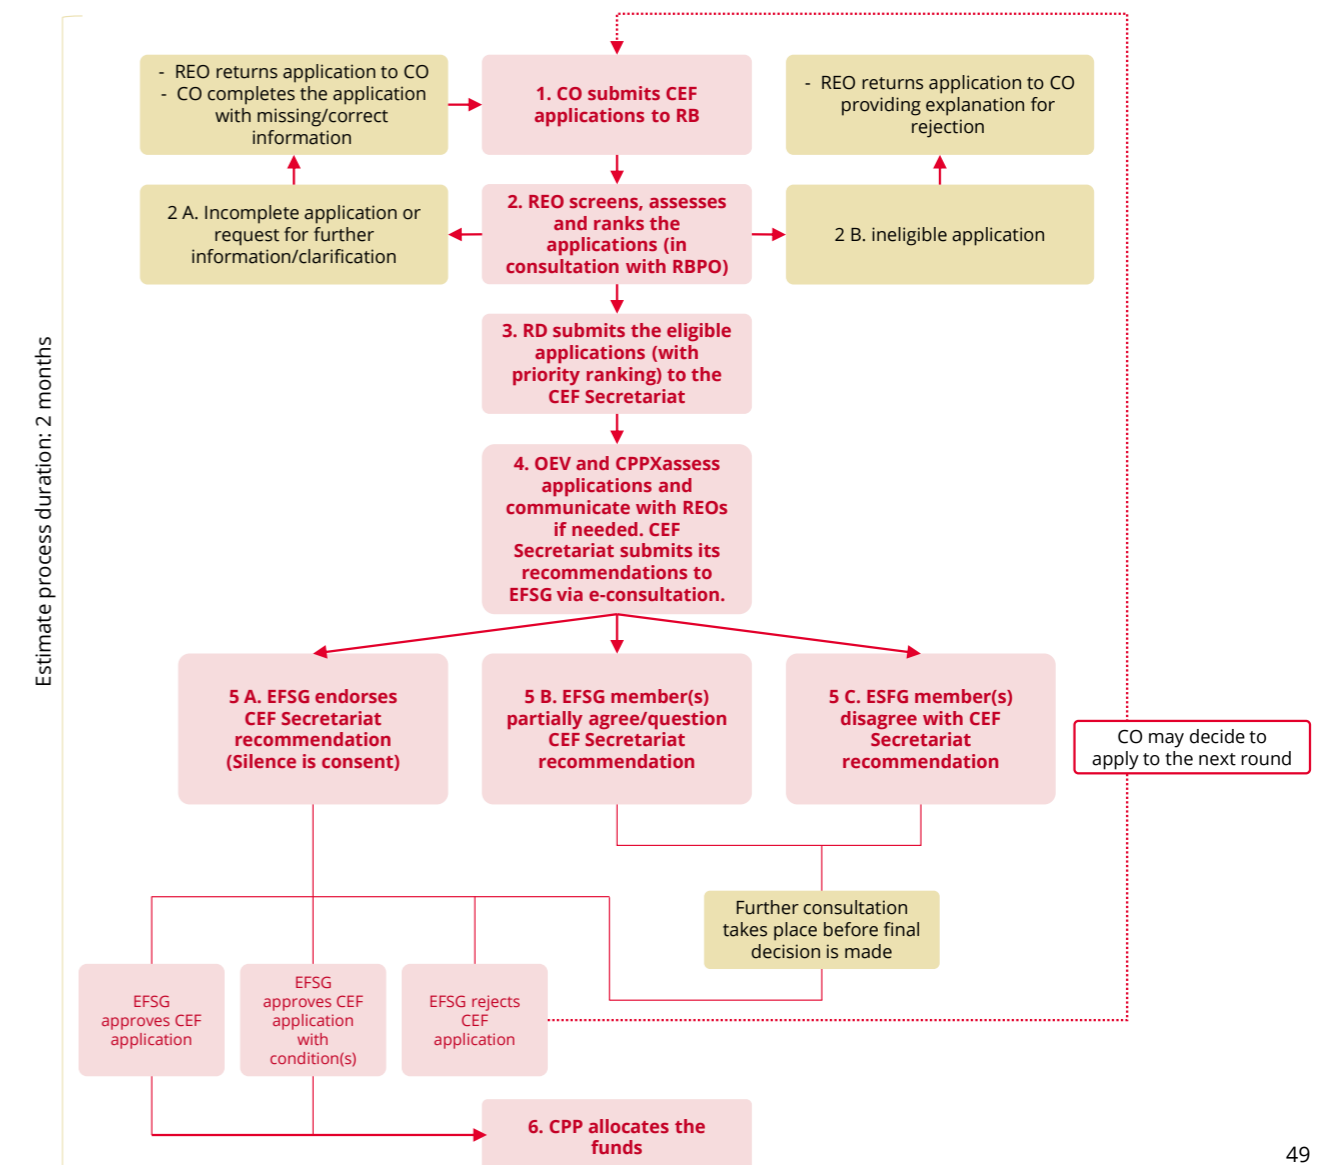 Estimate process duration: 2 months
- REO returns application to CO
- CO completes the application
with missing/correct
information
1. CO submits CEF
applications to RB
- REO returns application to CO
providing explanation for
rejection
2 A. Incomplete application or
request for further
information/clarification
2. REO screens, assesses
and ranks the
applications (in
consultation with RBPO)
2 B. ineligible application
3. RD submits the eligible
applications (with
priority ranking) to the
CEF Secretariat
4. OEV and CPPXassess
applications and
communicate with REOs
if needed. CEF
Secretariat submits its
recommendations to
EFSG via e-consultation.
5 A. EFSG endorses
CEF Secretariat
recommendation
(Silence is consent)
5 B. EFSG member(s)
partially agree/question
CEF Secretariat
recommendation
5 C. ESFG member(s)
disagree with CEF
Secretariat
recommendation
CO may decide to
apply to the next round
Further consultation
takes place before final
decision is made
EFSG
approves CEF
application
EFSG
approves CEF
application
with
condition(s)
EFSG rejects
CEF
application
6. CPP allocates the
funds
49